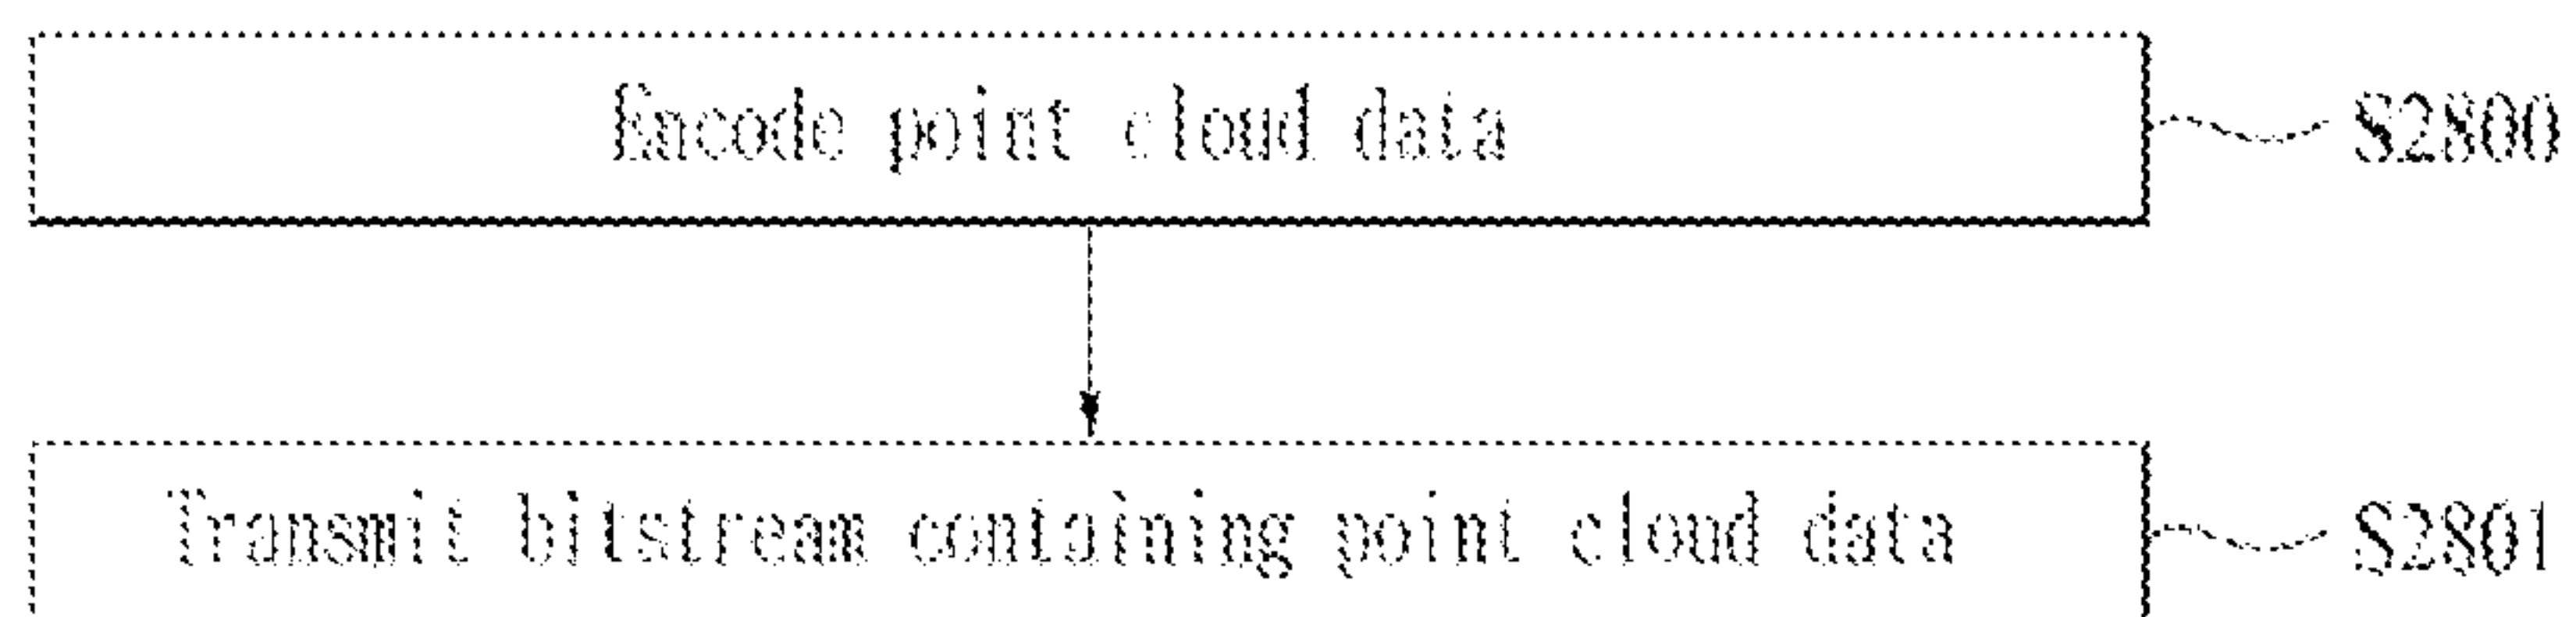 Encode point cloud data
S2800
Transmit bitstream containing point cloud data
S2801